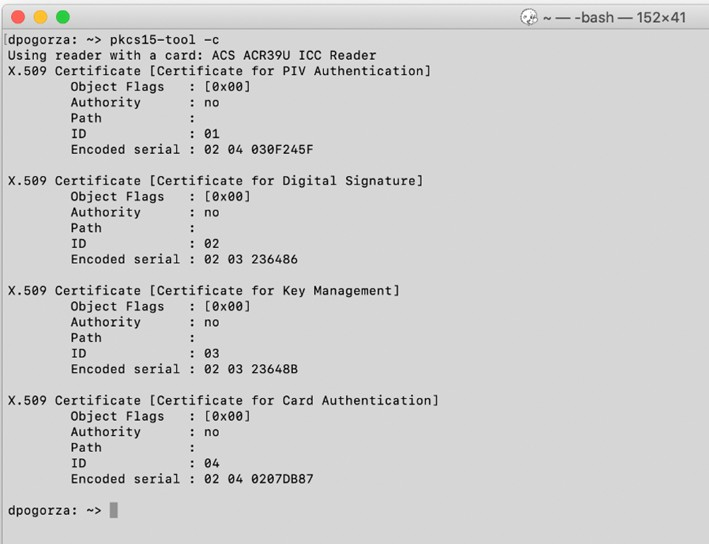 ~ — -bash — 152×41
dpogorza: ~> pkcs15-tool -c
Using reader with a card: ACS ACR39U ICC Reader
X.509 Certificate [Certificate for PIV Authentication]
Object Flags : [0x00]
Authority : no
Path :
ID : 01
Encoded serial : 02 04 030F245F
X.509 Certificate [Certificate for Digital Signature]
Object Flags : [0x00]
Authority : no
Path :
ID : 02
Encoded serial : 02 03 236486
X.509 Certificate [Certificate for Key Management]
Object Flags : [0x00]
Authority : no
Path :
ID : 03
Encoded serial : 02 03 23648B
X.509 Certificate [Certificate for Card Authentication]
Object Flags : [0x00]
Authority : no
Path :
ID : 04
Encoded serial : 02 04 0207DB87
dpogorza: ~>